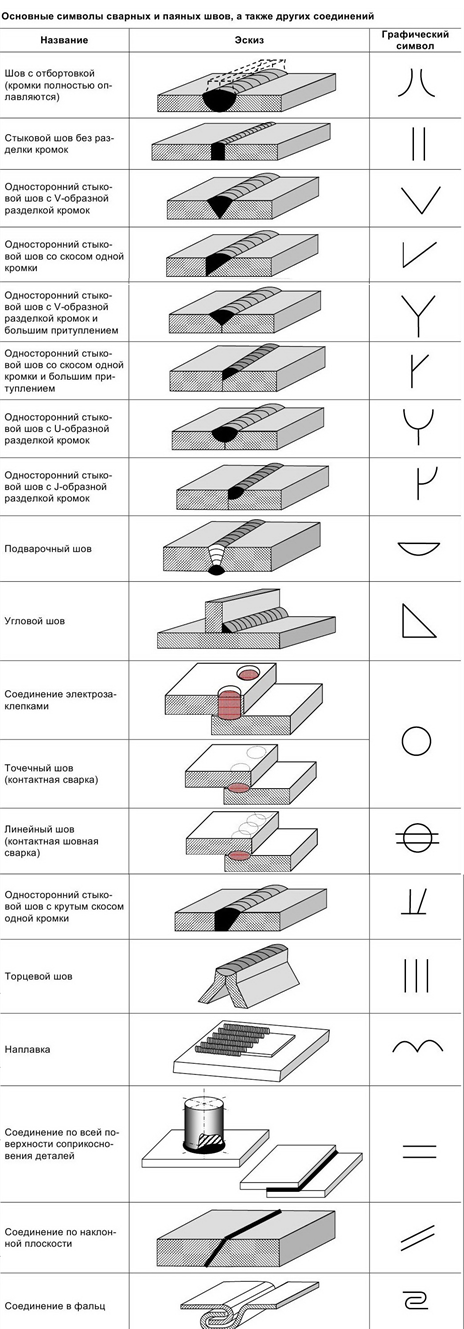 Основные символы сварных и паяных швов, а также других соединений
Название
Эскиз
Графический
символ
Шов с отбортовкой
(кромки полностью оп-
лавляются)
Стыковой шов без раз-
делки кромок
Односторонний стыко-
вой шов с V-образной
разделкой кромок
Односторонний стыко-
вой шов со скосом одной
кромки
Односторонний стыко-
вой шов с V-образной
разделкой кромок и
большим притуплением
Односторонний стыко-
вой шов со скосом одной
кромки и большим при-
туплением
Односторонний стыко-
вой шов с U-образной
разделкой кромок
Односторонний стыко-
вой шов с J-образной
разделкой кромок
Подварочный шов
Угловой шов
Соединение электроза-
клепками
Точечный шов
(контактная сварка)
Линейный шов
(контактная шовная
сварка)
Односторонний стыко-
вой шов с крутым скосом
одной кромки
Торцевой шов
Наплавка
Соединение по всей по-
верхности соприкосно-
вения деталей
Соединение по наклон-
ной плоскости
Соединение в фальц